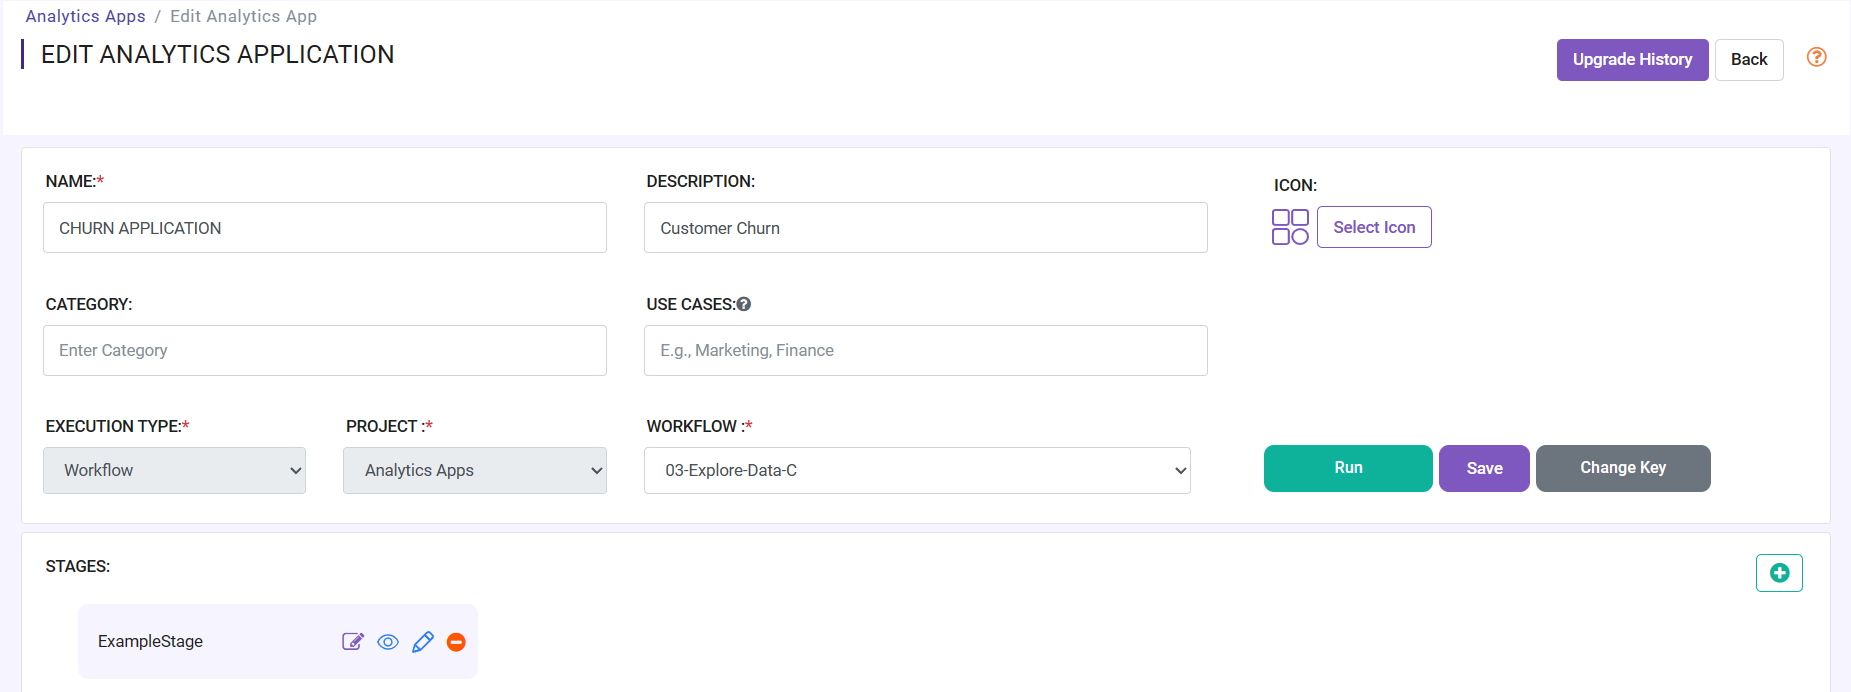 Analytics Apps / Edit Analytics App
EDIT ANALYTICS APPLICATION
Upgrade History
Back
NAME:*
DESCRIPTION:
ICON:
CHURN APPLICATION
Customer Churn
Select Icon
CATEGORY:
USE CASES:
Enter Category
E.g., Marketing, Finance
EXECUTION TYPE:*
PROJECT :*
WORKFLOW :*
Workflow
Analytics Apps
03-Explore-Data-C
Run
Save
Change Key
STAGES:
ExampleStage